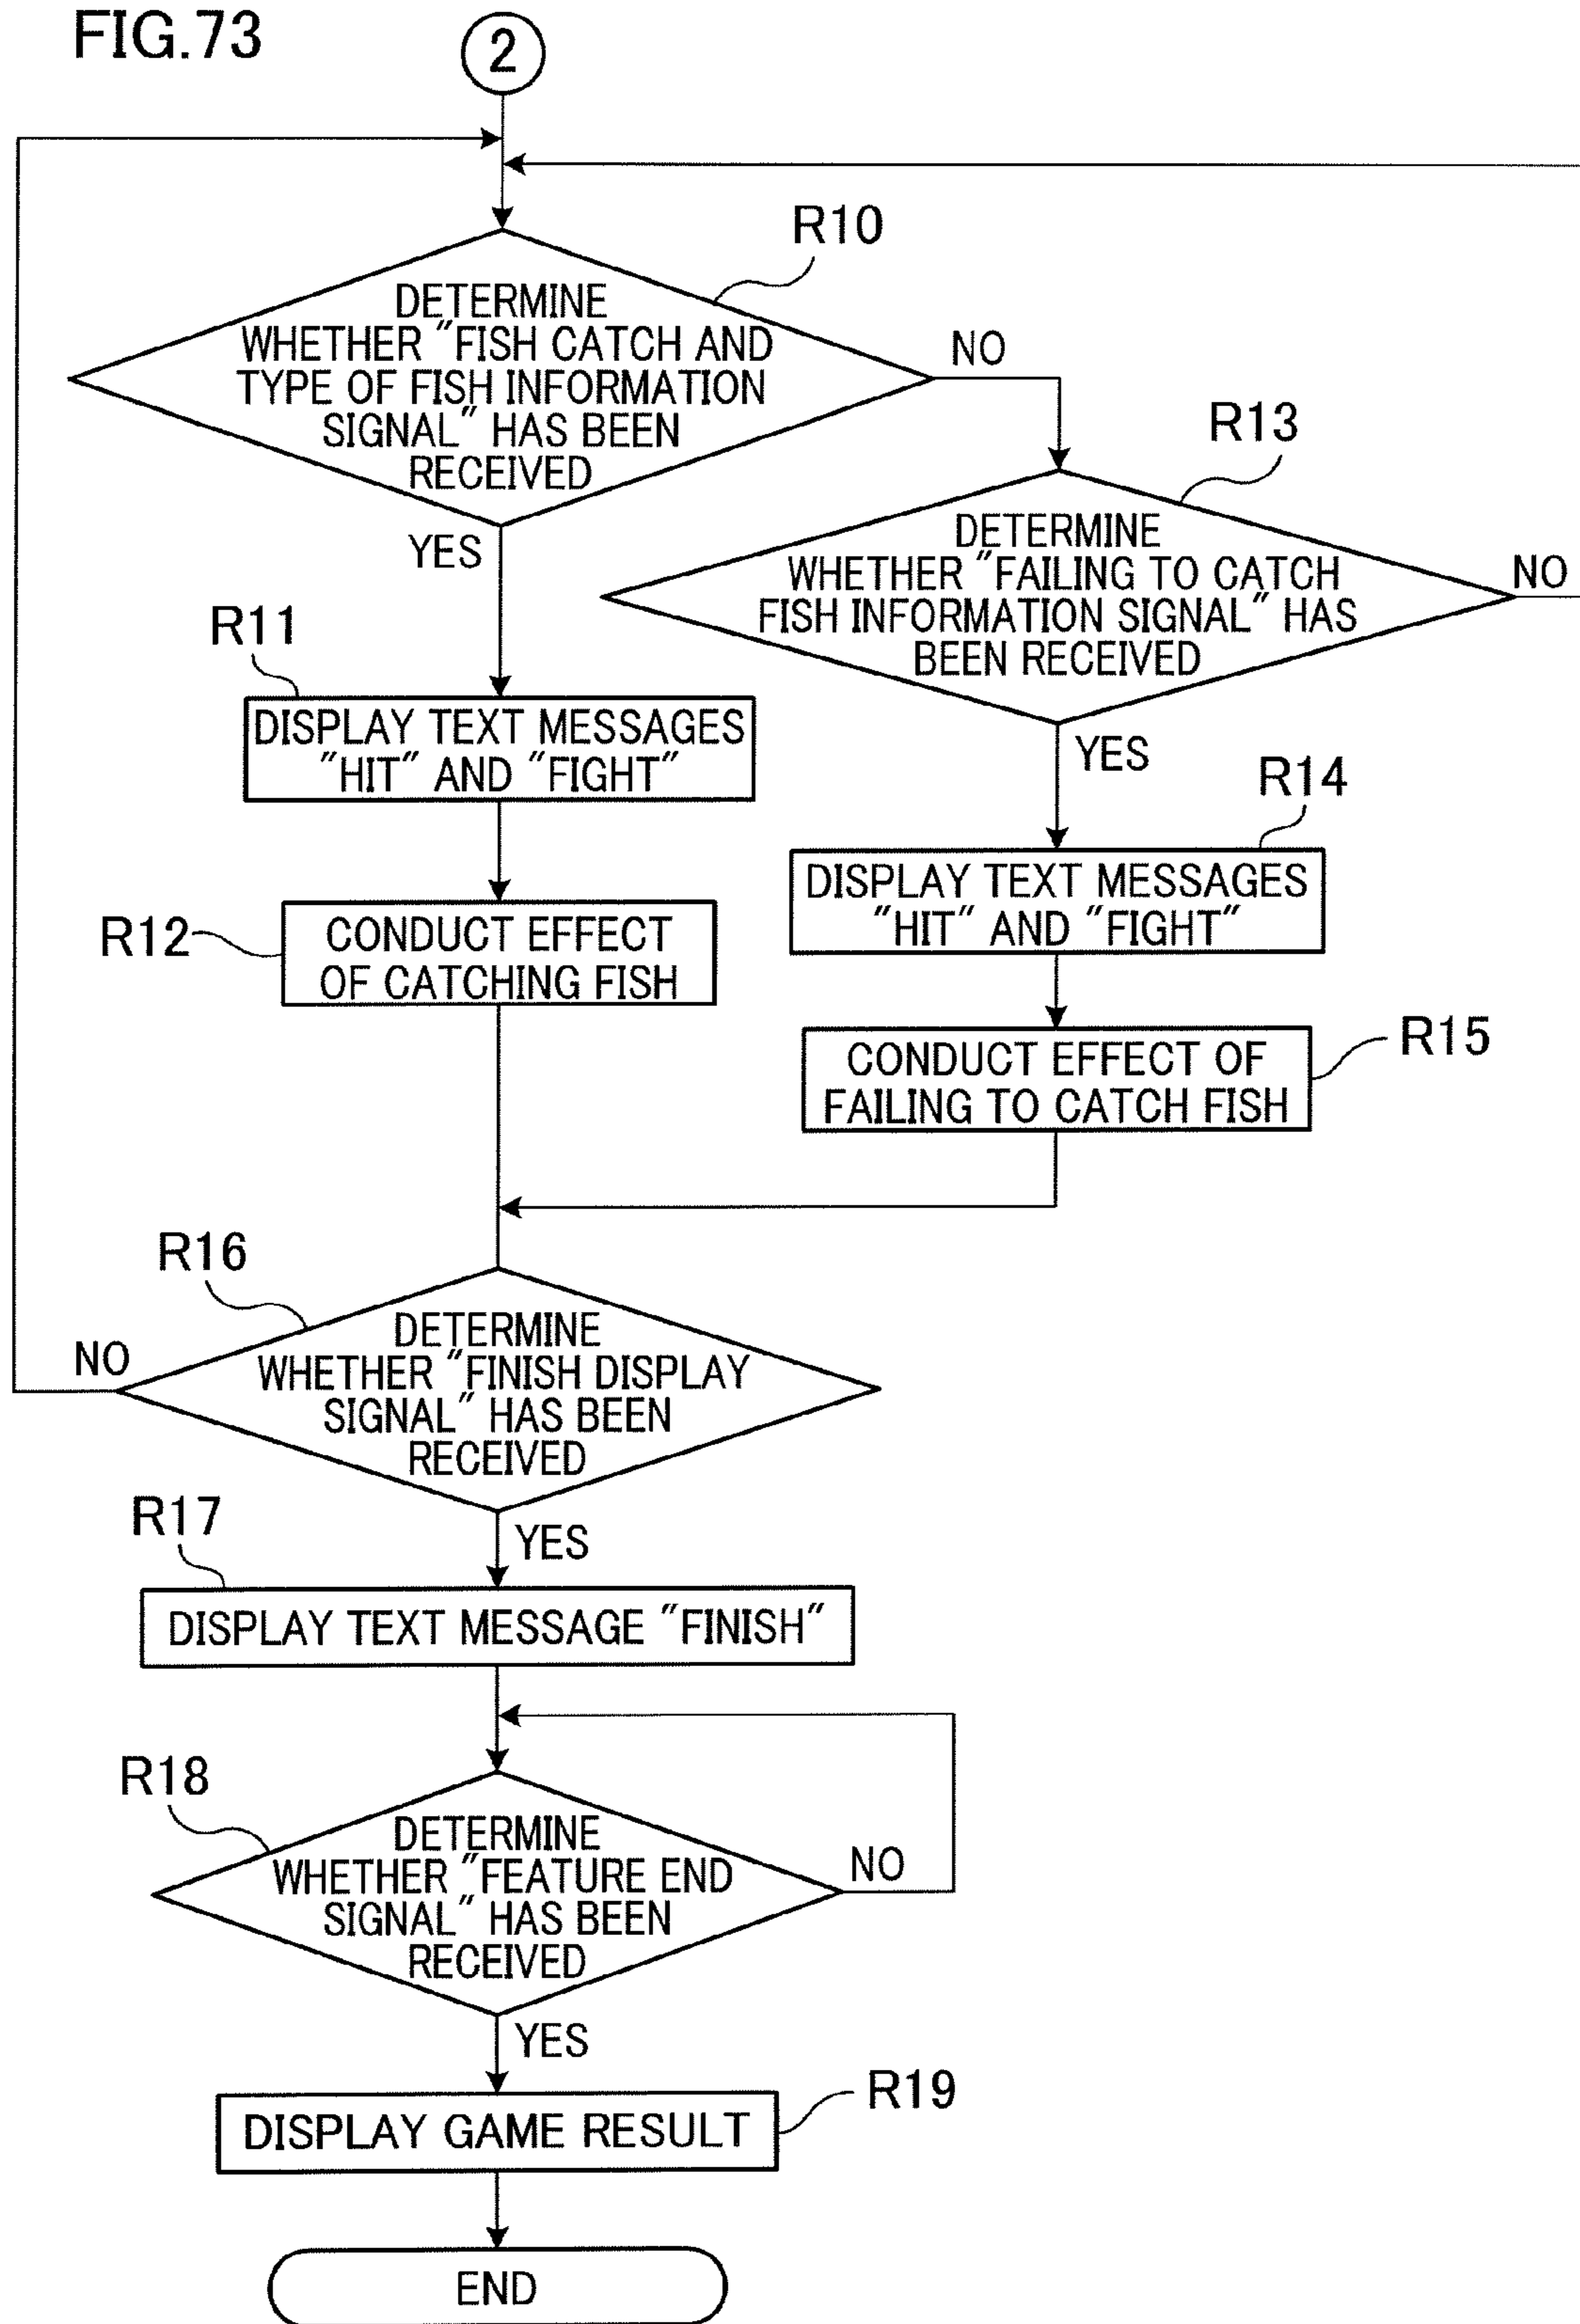 FIG.73
2
R10
DETERMINE
WHETHER "FISH CATCH AND
TYPE OF FISH INFORMATION
SIGNAL" HAS BEEN
RECEIVED
NO
YES
R13
DETERMINE
WHETHER "FAILING TO CATCH
FISH INFORMATION SIGNAL" HAS
BEEN RECEIVED
NO
YES
R11
DISPLAY TEXT MESSAGES
"HIT" AND "FIGHT"
R12
CONDUCT EFFECT
OF CATCHING FISH
R14
DISPLAY TEXT MESSAGES
"HIT" AND "FIGHT"
R15
CONDUCT EFFECT OF
FAILING TO CATCH FISH
R16
DETERMINE
WHETHER "FINISH DISPLAY
SIGNAL" HAS BEEN
RECEIVED
NO
YES
R17
DISPLAY TEXT MESSAGE "FINISH"
R18
DETERMINE
WHETHER "FEATURE END
SIGNAL" HAS BEEN
RECEIVED
NO
YES
R19
DISPLAY GAME RESULT
END